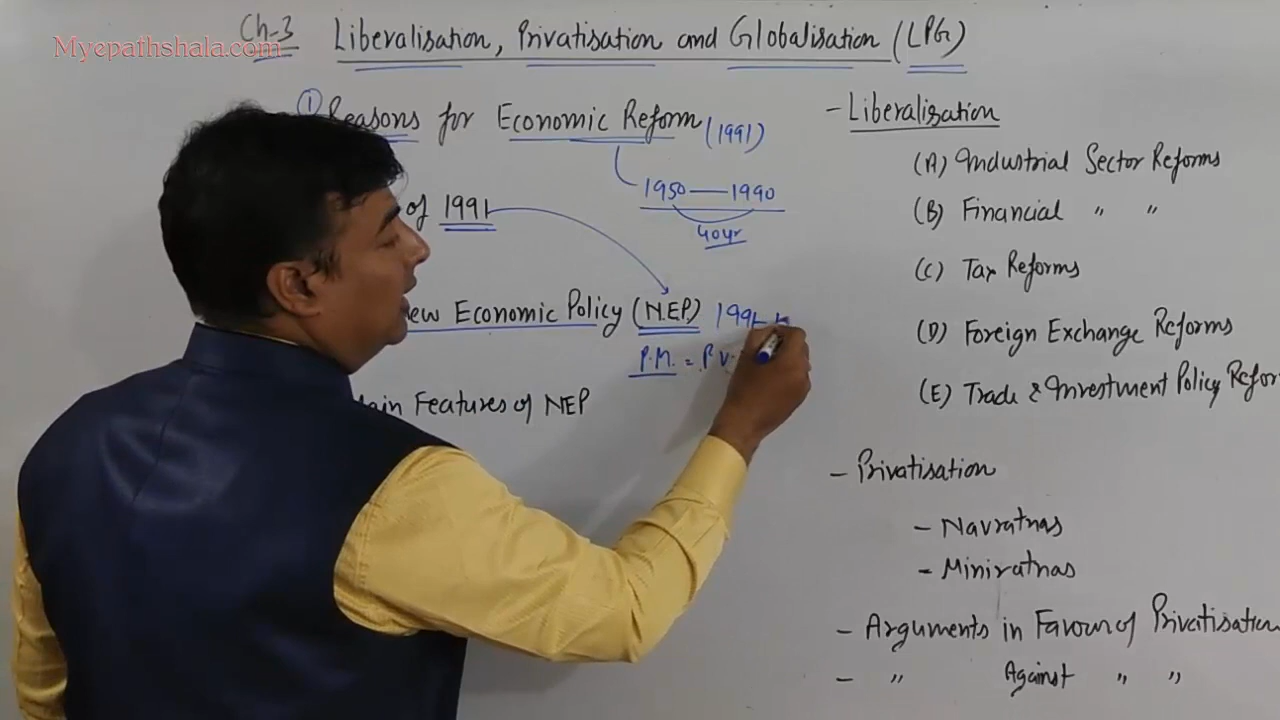 Myepathshala.com
Ch-3 Liberalisation, Privatisation and Globalisation (LPG)
① Reasons for Economic Reform (1991)
1950 — 1990
40yr
of 1991
New Economic Policy (N.E.P) 1991
P.M. = P V.
Main Features of NEP
- Liberalisation
(A) Industrial Sector Reforms
(B) Financial " "
(C) Tax Reforms
(D) Foreign Exchange Reforms
(E) Trade & Investment Policy Refor
- Privatisation
- Navratnas
- Miniratnas
- Arguments in Favour of Privatisation
- " Against " "